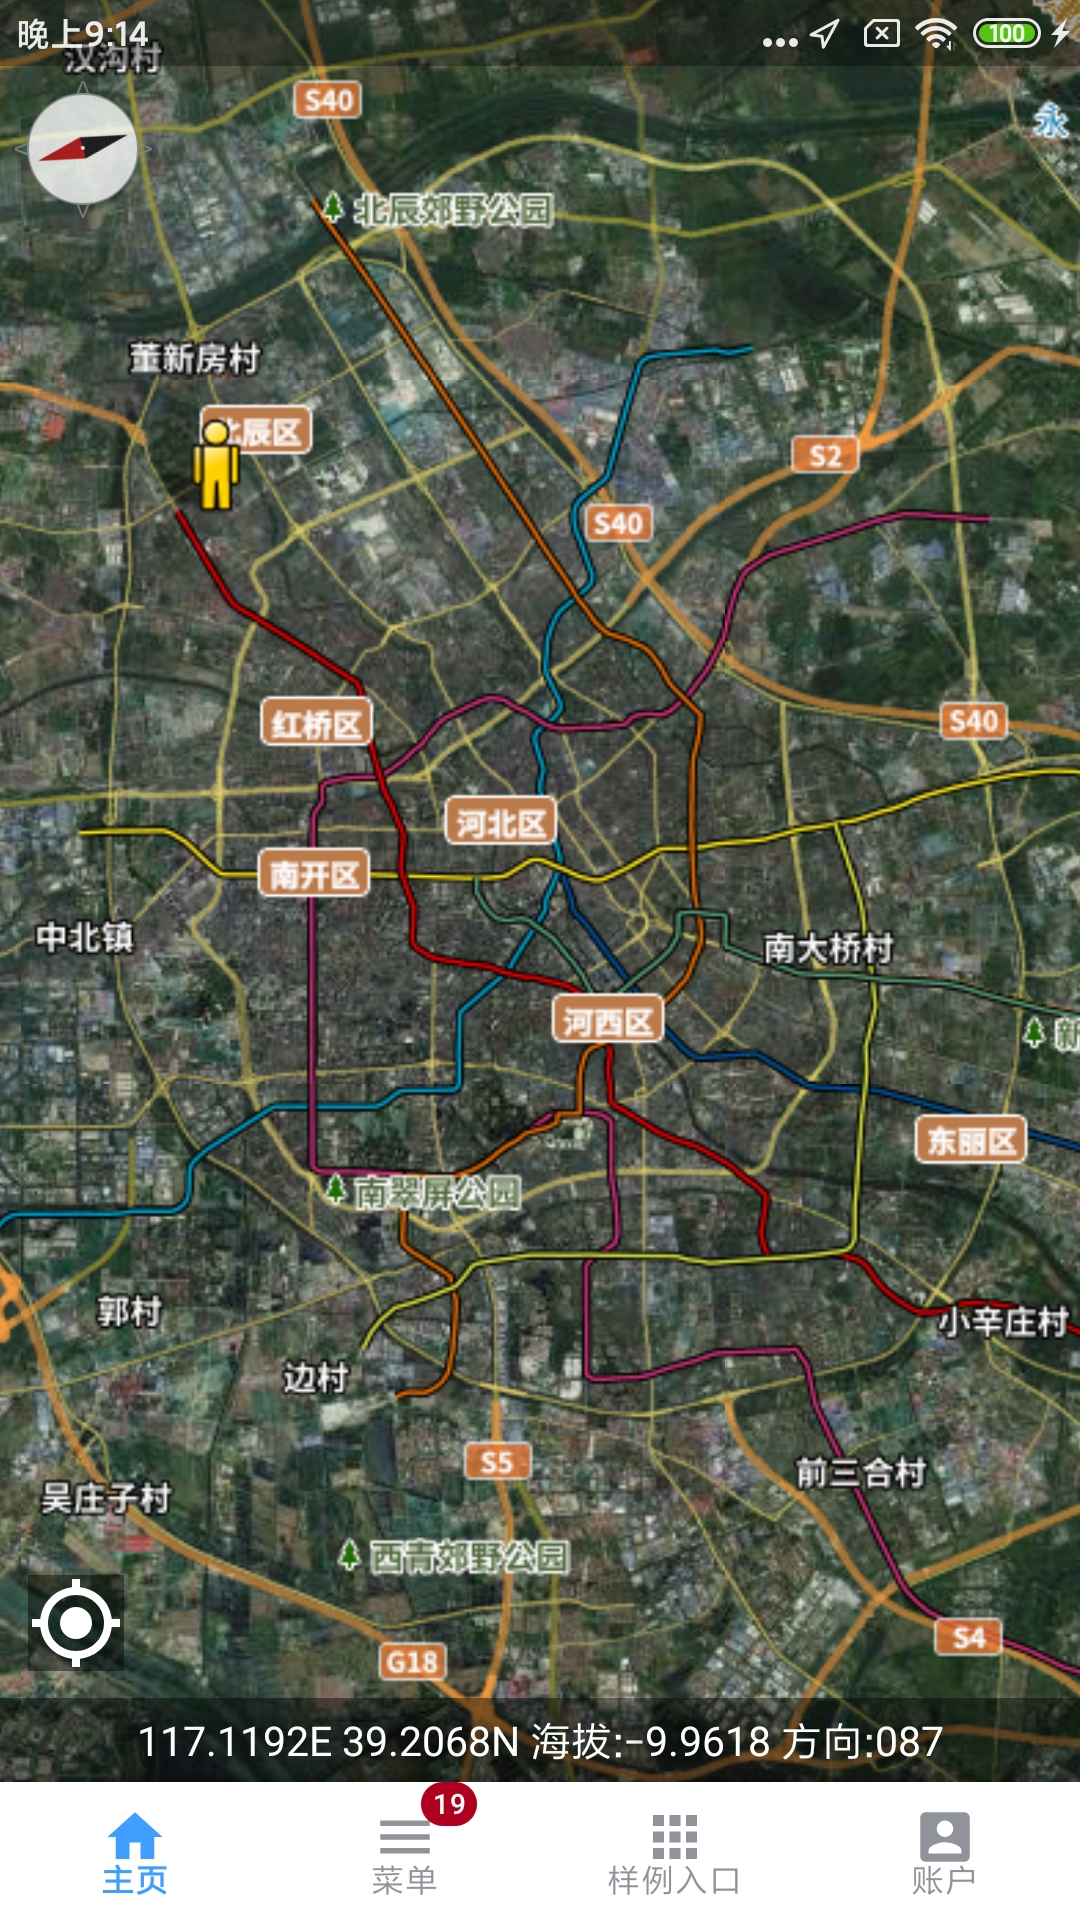 晚上9:14
100
汉沟村
S40
永
北辰郊野公园
董新房村
北辰区
S2
S40
红桥区
S40
河北区
南开区
中北镇
南大桥村
河西区
新
东丽区
南翠屏公园
郭村
小辛庄村
边村
S5
前三合村
吴庄子村
西青郊野公园
S4
G18
117.1192E 39.2068N 海拔:-9.9618 方向:087
19
主页
菜单
样例入口
账户